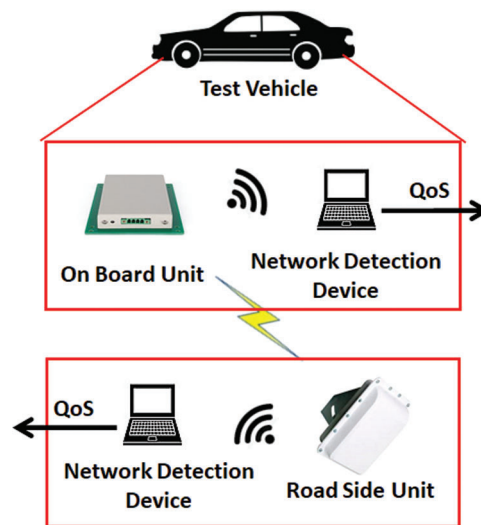 Test Vehicle
QoS
On Board Unit
Network Detection
Device
QoS
Network Detection
Device
Road Side Unit